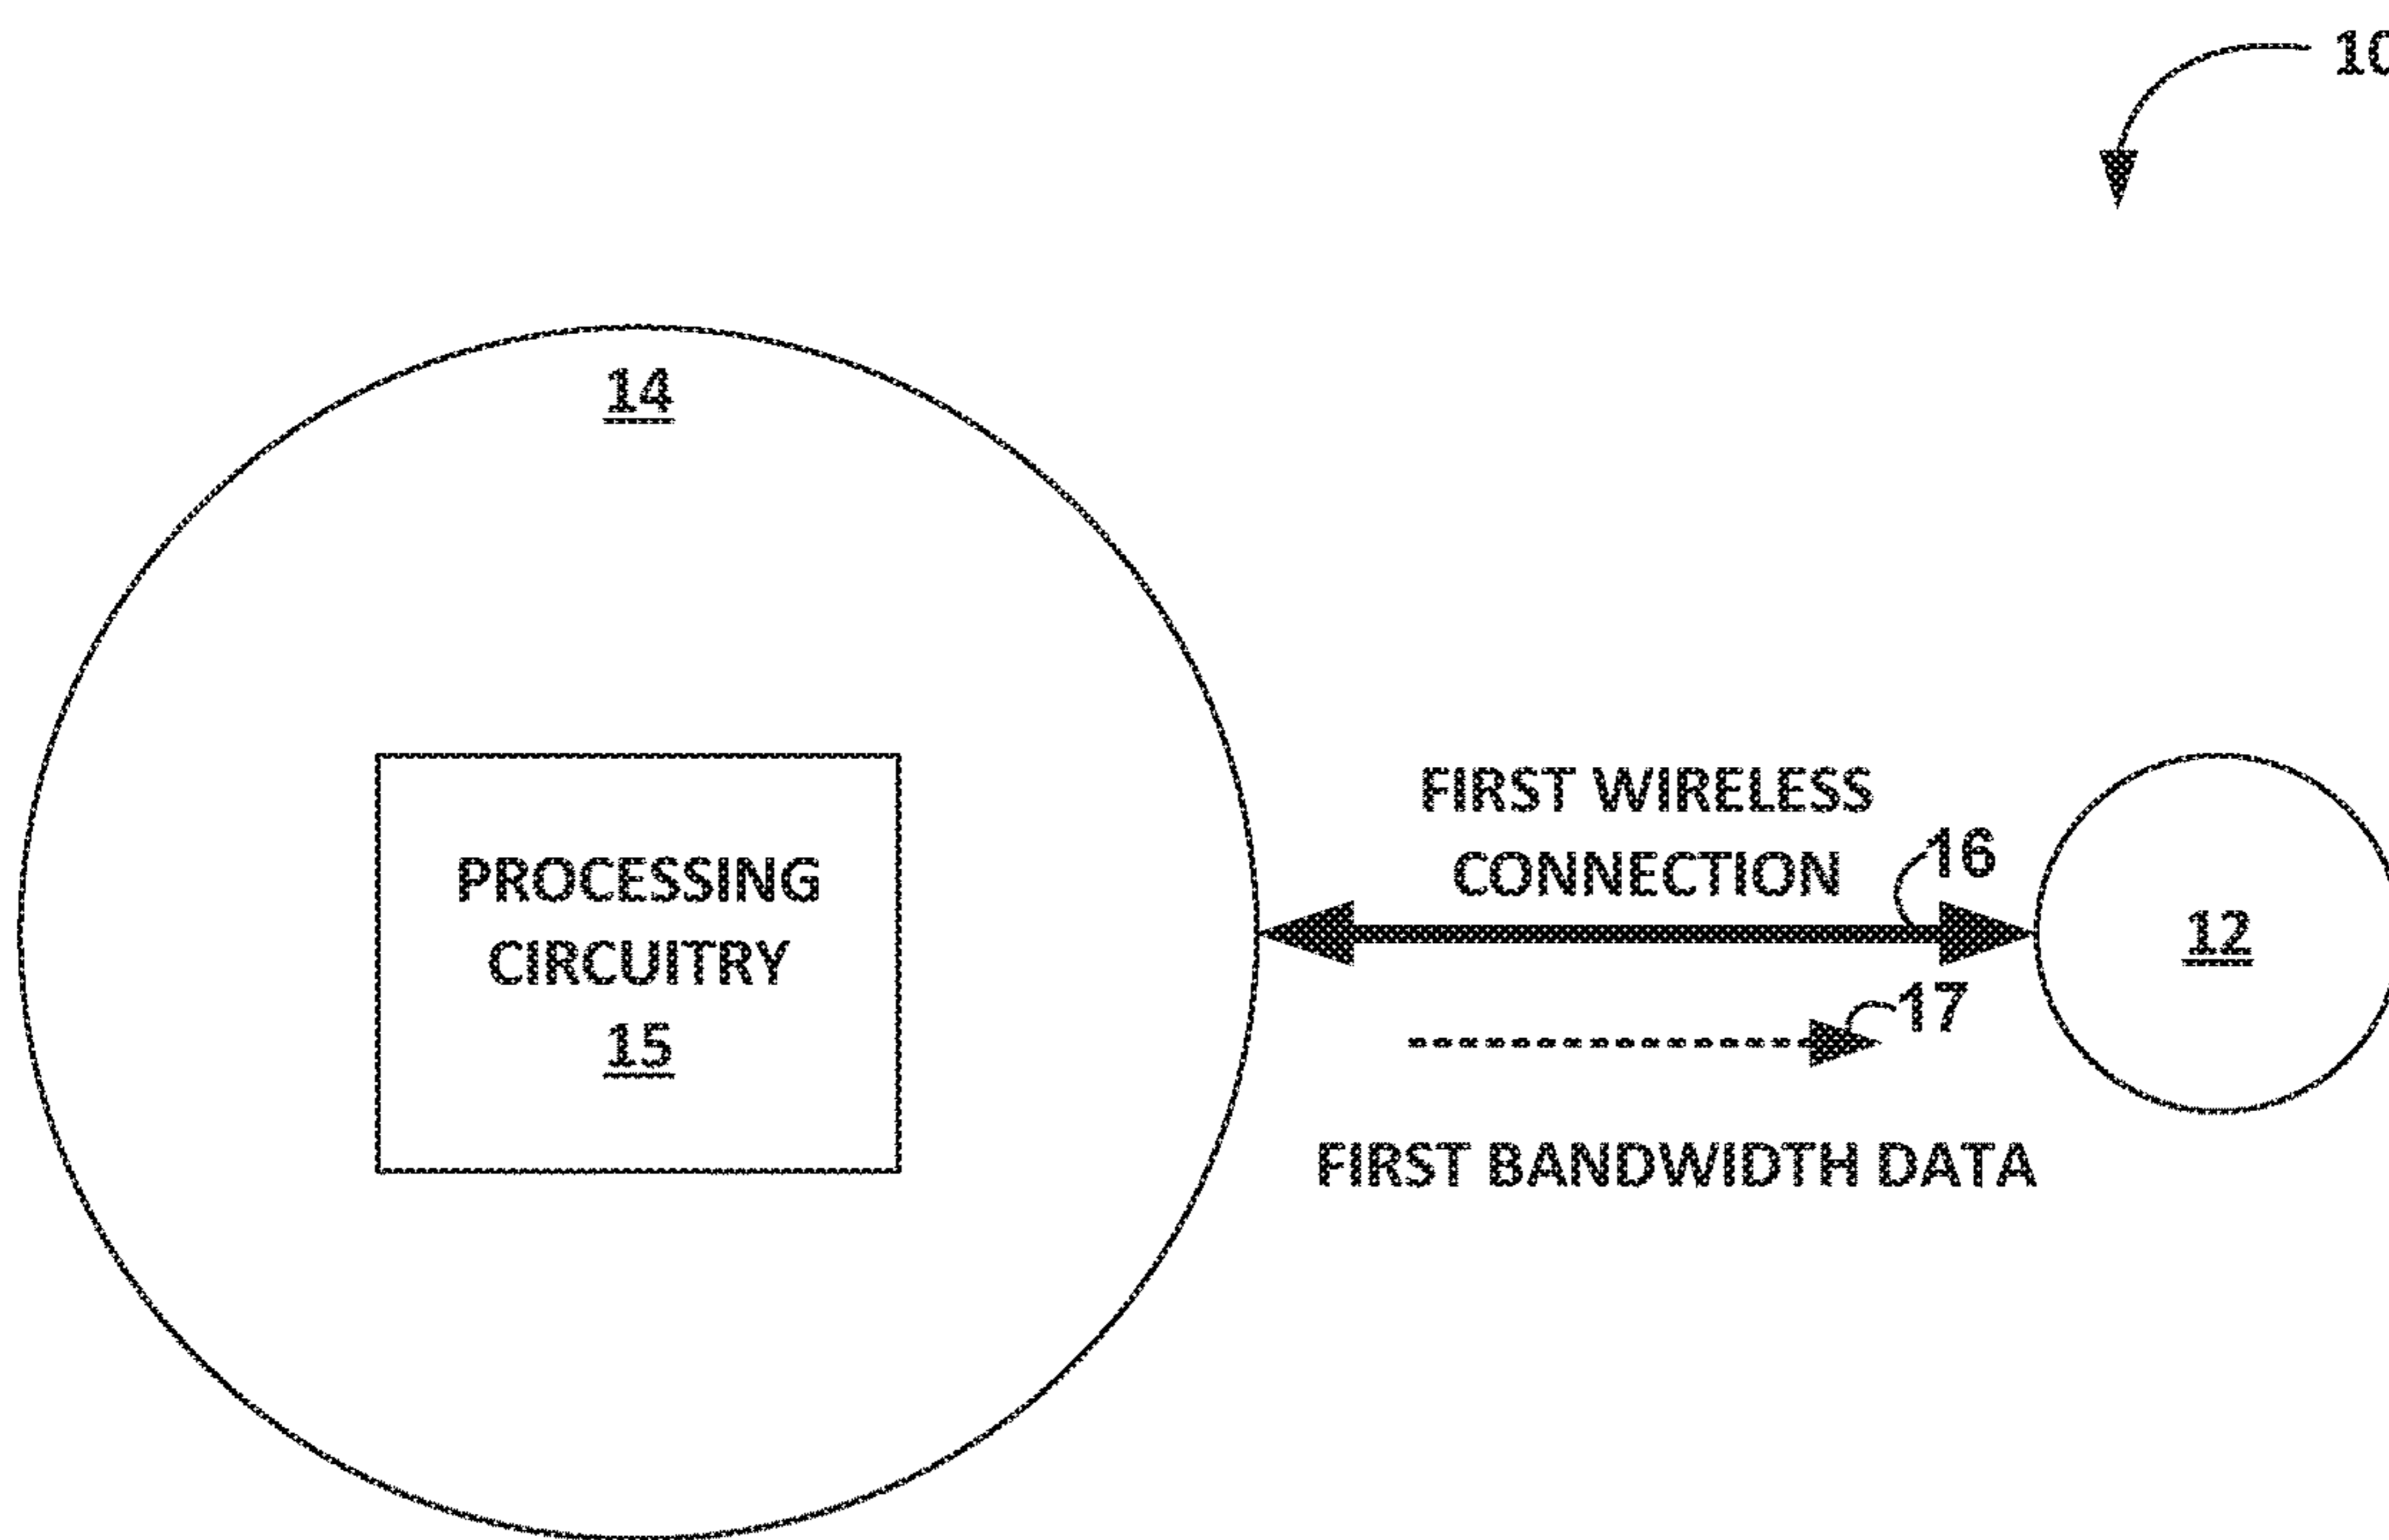 10
14
FIRST WIRELESS
CONNECTION
16
PROCESSING
CIRCUITRY
15
12
17
FIRST BANDWIDTH DATA